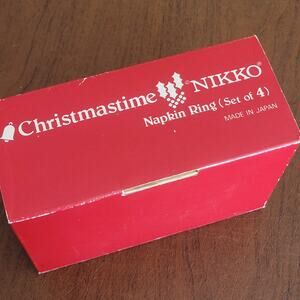 Christmastime NIKKO®
Napkin Ring (Set of 4)
MADE IN JAPAN